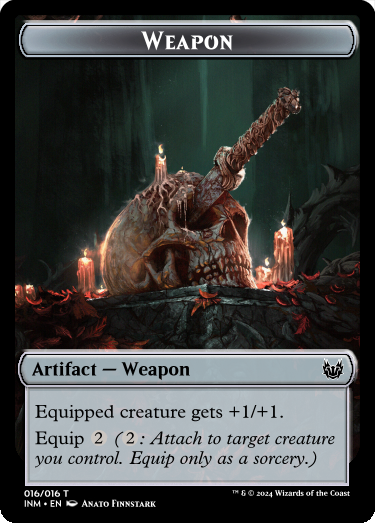 Weapon
Artifact — Weapon
Equipped creature gets +1/+1.
Equip 2 (2: Attach to target creature
you control. Equip only as a sorcery.)
016/016 T
INM • EN Anato Finnstark
™ & © 2024 Wizards of the Coast